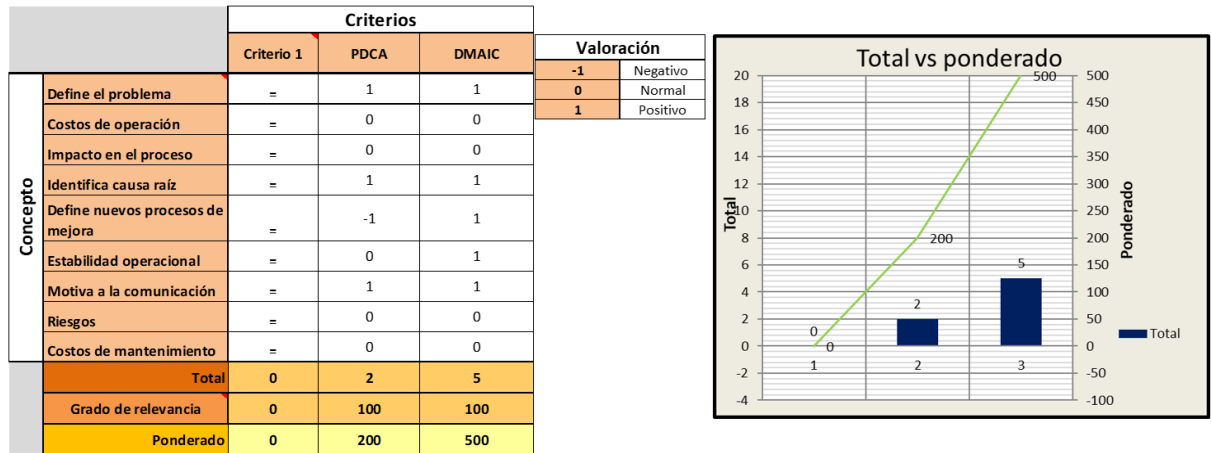 Criterios
Criterio 1 PDCA DMAIC
Concepto
Define el problema = 1 1
Costos de operación = 0 0
Impacto en el proceso = 0 0
Identifica causa raíz = 1 1
Define nuevos procesos de
mejora = -1 1
Estabilidad operacional = 0 1
Motiva a la comunicación = 1 1
Riesgos = 0 0
Costos de mantenimiento = 0 0
Total 0 2 5
Grado de relevancia 0 100 100
Ponderado 0 200 500
Valoración
-1 Negativo
0 Normal
1 Positivo
Total vs ponderado
20
18
16
14
12
10
8
6
4
2
0
-2
-4
Total
0
0
200
500
2
5
1 2 3
500
450
400
350
300
250
200
150
100
50
0
-50
-100
Ponderado
Total